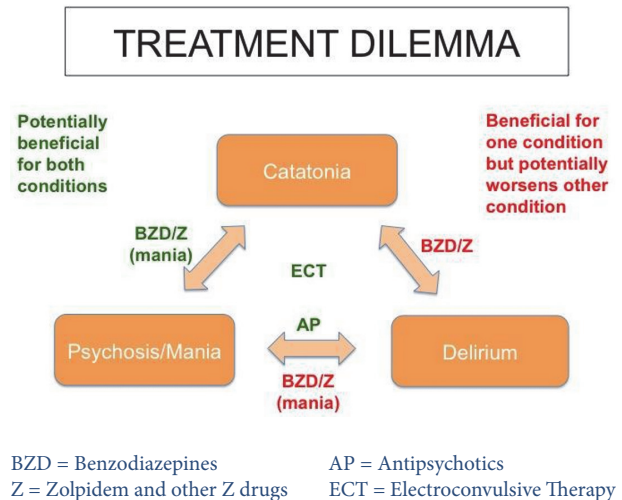 TREATMENT DILEMMA
Potentially
beneficial
for both
conditions
Beneficial for
one condition
but potentially
worsens other
condition
Catatonia
BZD/Z
(mania)
BZD/Z
ECT
AP
Psychosis/Mania
Delirium
BZD/Z
(mania)
BZD = Benzodiazepines
AP = Antipsychotics
Z = Zolpidem and other Z drugs
ECT = Electroconvulsive Therapy